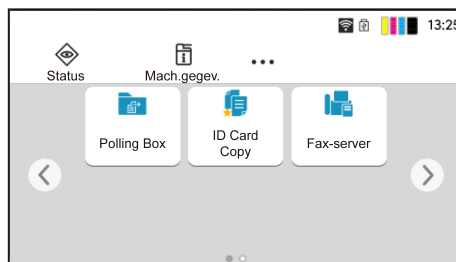 13:25
Status
Mach.gegev.
Polling Box
ID Card
Copy
Fax-server